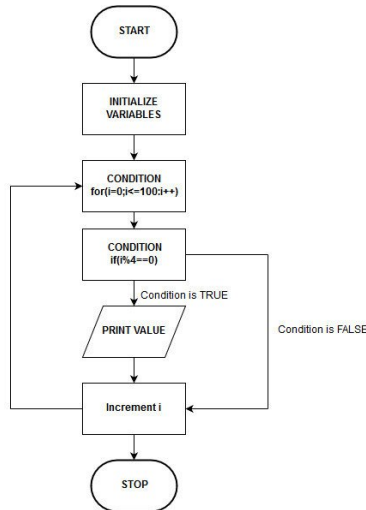 START
INITIALIZE
VARIABLES
CONDITION
for(i=0;i<=100:i++)
CONDITION
if(i%4==0)
Condition is TRUE
PRINT VALUE
Condition is FALSE
Increment i
STOP